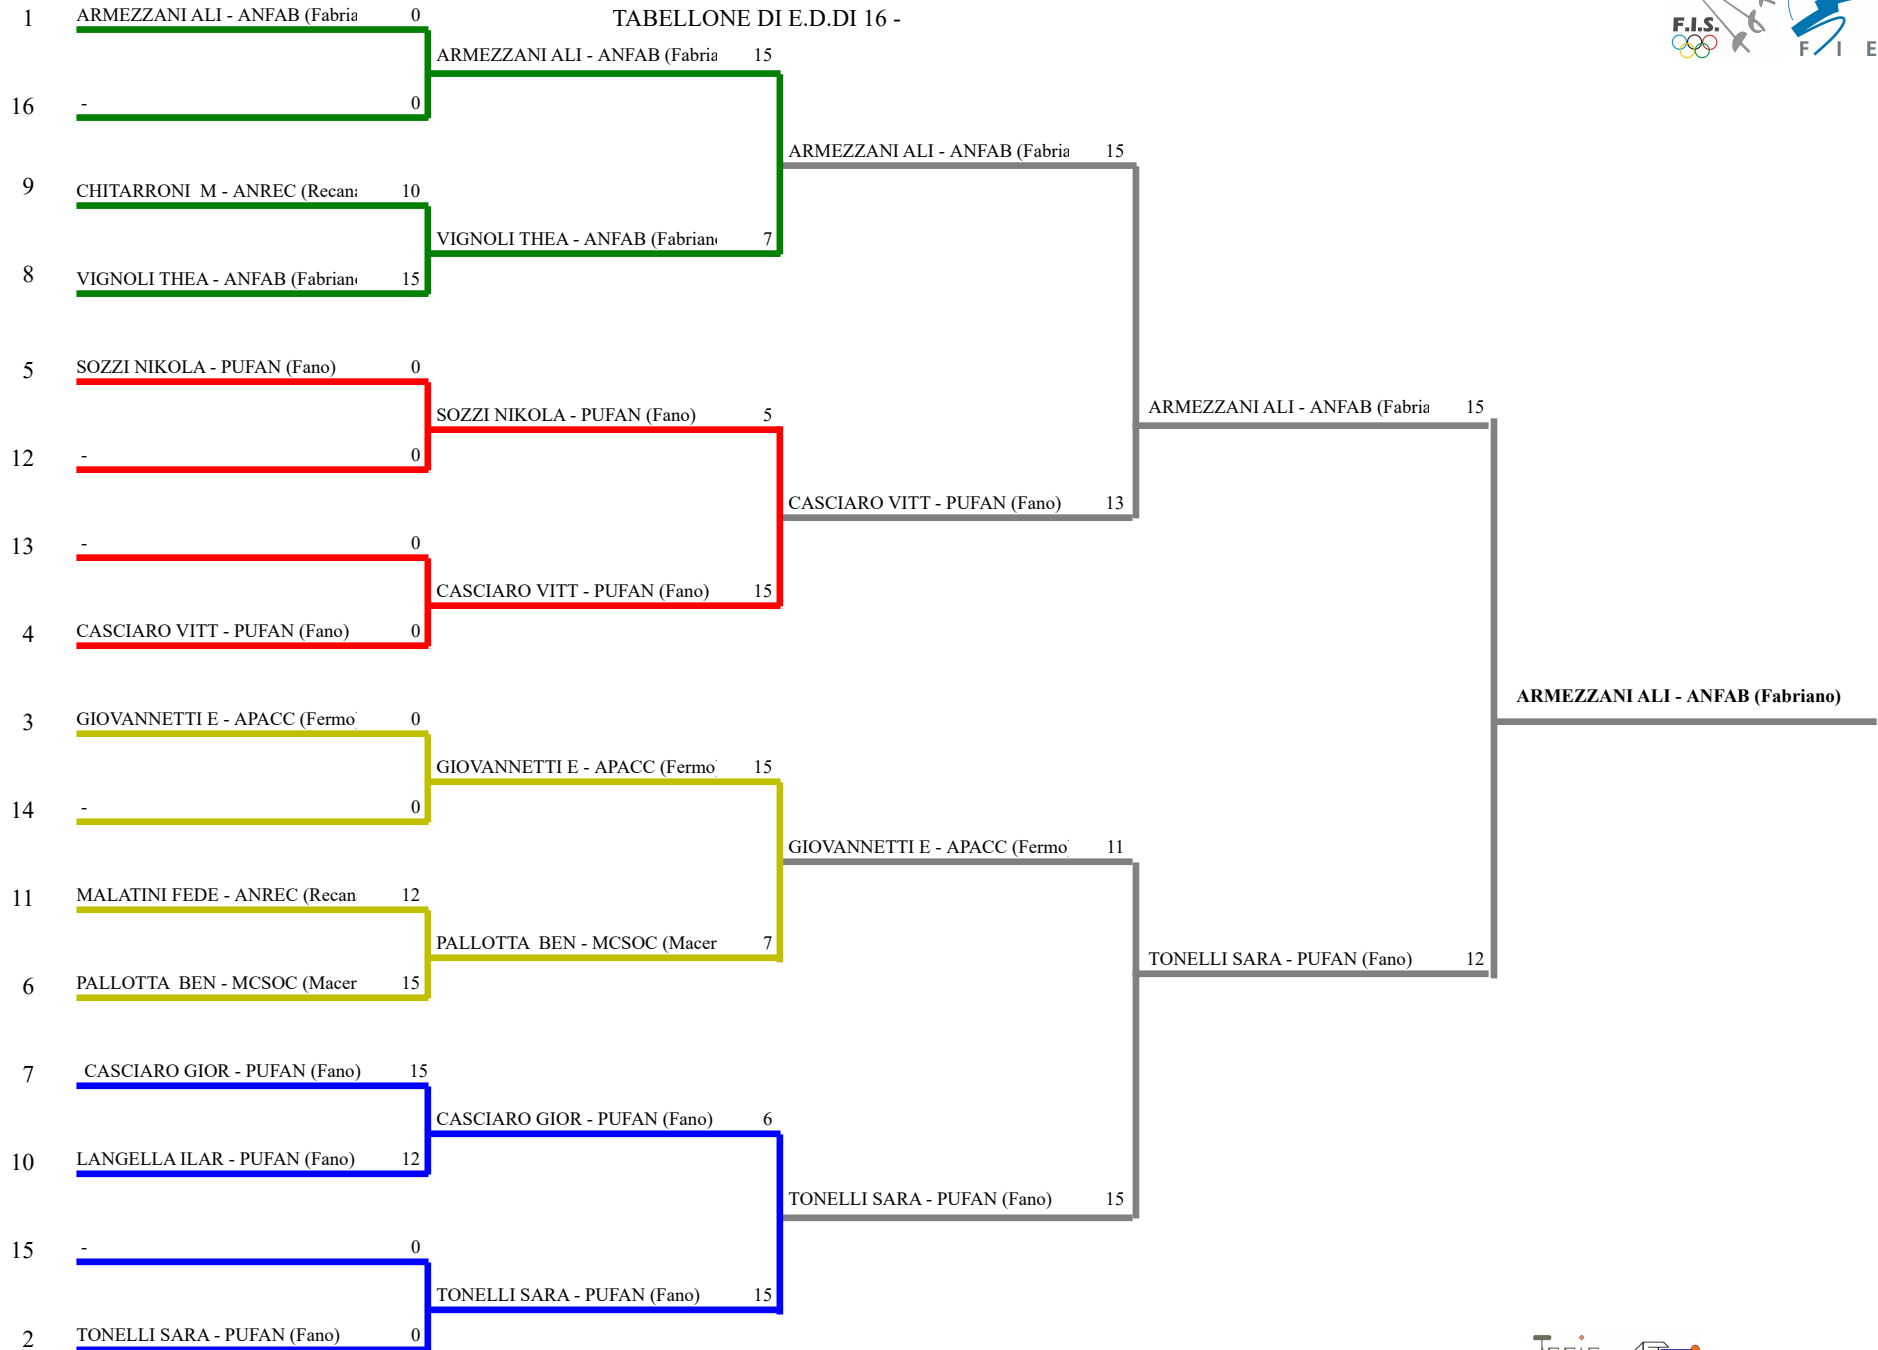 TABELLONE DI E.D.DI 16 -
F.I.S.
F I E
1 ARMEZZANI ALI - ANFAB (Fabria 0
ARMEZZANI ALI - ANFAB (Fabria 15
16 - 0
ARMEZZANI ALI - ANFAB (Fabria 15
9 CHITARRONI  M - ANREC (Recan 10
VIGNOLI THEA - ANFAB (Fabrian 7
8 VIGNOLI THEA - ANFAB (Fabrian 15
5 SOZZI NIKOLA - PUFAN (Fano) 0
ARMEZZANI ALI - ANFAB (Fabria 15
SOZZI NIKOLA - PUFAN (Fano) 5
12 - 0
CASCIARO VITT - PUFAN (Fano) 13
13 - 0
CASCIARO VITT - PUFAN (Fano) 15
4 CASCIARO VITT - PUFAN (Fano) 0
ARMEZZANI ALI - ANFAB (Fabriano)
3 GIOVANNETTI E - APACC (Fermo 0
GIOVANNETTI E - APACC (Fermo 15
14 - 0
GIOVANNETTI E - APACC (Fermo 11
11 MALATINI FEDE - ANREC (Recan 12
PALLOTTA  BEN - MCSOC (Macer 7
TONELLI SARA - PUFAN (Fano) 12
6 PALLOTTA  BEN - MCSOC (Macer 15
7 CASCIARO GIOR - PUFAN (Fano) 15
CASCIARO GIOR - PUFAN (Fano) 6
10 LANGELLA ILAR - PUFAN (Fano) 12
TONELLI SARA - PUFAN (Fano) 15
15 - 0
TONELLI SARA - PUFAN (Fano) 15
2 TONELLI SARA - PUFAN (Fano) 0